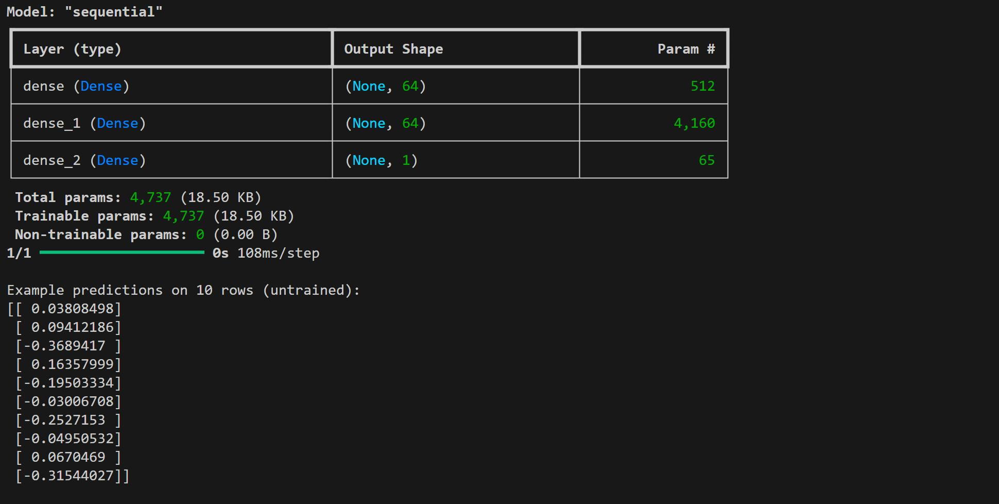 Model: "sequential"
Layer (type) Output Shape Param #
dense (Dense) (None, 64) 512
dense_1 (Dense) (None, 64) 4,160
dense_2 (Dense) (None, 1) 65
Total params: 4,737 (18.50 KB)
Trainable params: 4,737 (18.50 KB)
Non-trainable params: 0 (0.00 B)
1/1 0s 108ms/step
Example predictions on 10 rows (untrained):
[[ 0.03808498]
[ 0.09412186]
[-0.3689417 ]
[ 0.16357999]
[-0.19503334]
[-0.03006708]
[-0.2527153 ]
[-0.04950532]
[ 0.0670469 ]
[-0.31544027]]